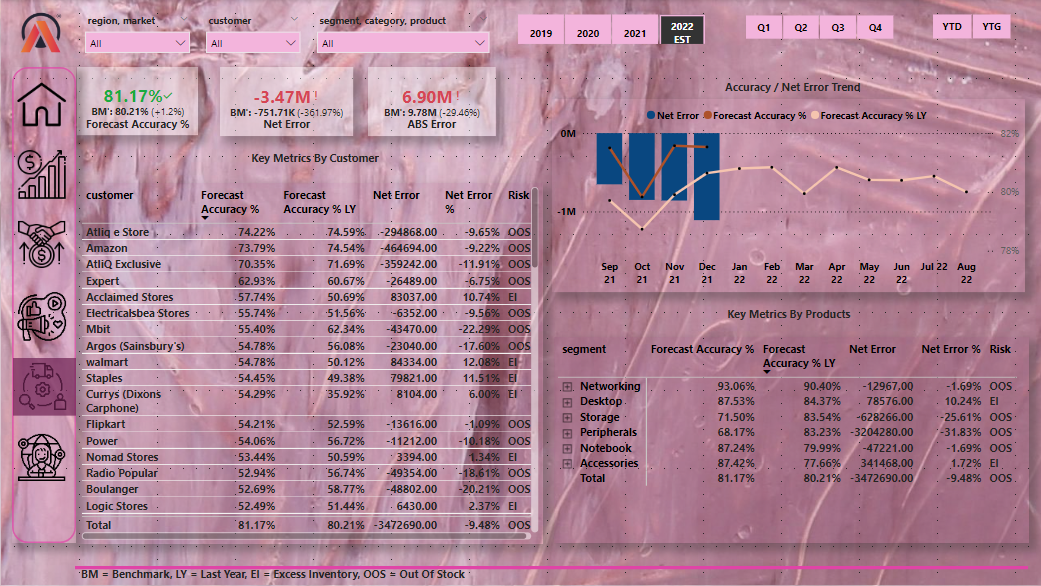 region, market
customer
segment, category, product
All
All
All
2019
2020
2021
2022
EST
Q1
Q2
Q3
Q4
YTD
YTG
81.17%
BM': 80.21% (+1.2%)
Forecast Accuracy %
-3.47M !
BM': -751.71K (-361.97%)
Net Error
6.90M !
BM': 9.78M (-29.46%)
ABS Error
Key Metrics By Customer
customer Forecast Accuracy % Forecast Accuracy % LY Net Error Net Error % Risk
Atliq e Store 74.22% 74.59% -294868.00 -9.65% OOS
Amazon 73.79% 74.54% -464694.00 -9.22% OOS
AtliQ Exclusive 70.35% 71.69% -359242.00 -11.91% OOS
Expert 62.93% 60.67% -26489.00 -6.75% OOS
Acclaimed Stores 57.74% 50.69% 83037.00 10.74% EI
Electricalsbea Stores 55.74% 51.56% -6352.00 -9.56% OOS
Mbit 55.40% 62.34% -43470.00 -22.29% OOS
Argos (Sainsbury's) 54.78% 56.08% -23040.00 -17.60% OOS
walmart 54.78% 50.12% 84334.00 12.08% EI
Staples 54.45% 49.38% 79821.00 11.51% EI
Currys (Dixons Carphone) 54.29% 35.92% 8104.00 6.00% EI
Flipkart 54.21% 52.59% -13616.00 -1.09% OOS
Power 54.06% 56.72% -11212.00 -10.18% OOS
Nomad Stores 53.44% 50.59% 3394.00 1.34% EI
Radio Popular 52.94% 56.74% -49354.00 -18.61% OOS
Boulanger 52.69% 58.77% -48802.00 -20.21% OOS
Logic Stores 52.49% 51.44% 6430.00 2.37% EI
Total 81.17% 80.21% -3472690.00 -9.48% OOS
Accuracy / Net Error Trend
Net Error Forecast Accuracy % Forecast Accuracy % LY
0M
-1M
82%
80%
78%
Sep 21
Oct 21
Nov 21
Dec 21
Jan 22
Feb 22
Mar 22
Apr 22
May 22
Jun 22
Jul 22
Aug 22
Key Metrics By Products
segment Forecast Accuracy % Forecast Accuracy % LY Net Error Net Error % Risk
Networking 93.06% 90.40% -12967.00 -1.69% OOS
Desktop 87.53% 84.37% 78576.00 10.24% EI
Storage 71.50% 83.54% -628266.00 -25.61% OOS
Peripherals 68.17% 83.23% -3204280.00 -31.83% OOS
Notebook 87.24% 79.99% -47221.00 -1.69% OOS
Accessories 87.42% 77.66% 341468.00 1.72% EI
Total 81.17% 80.21% -3472690.00 -9.48% OOS
BM = Benchmark, LY = Last Year, EI = Excess Inventory, OOS = Out Of Stock